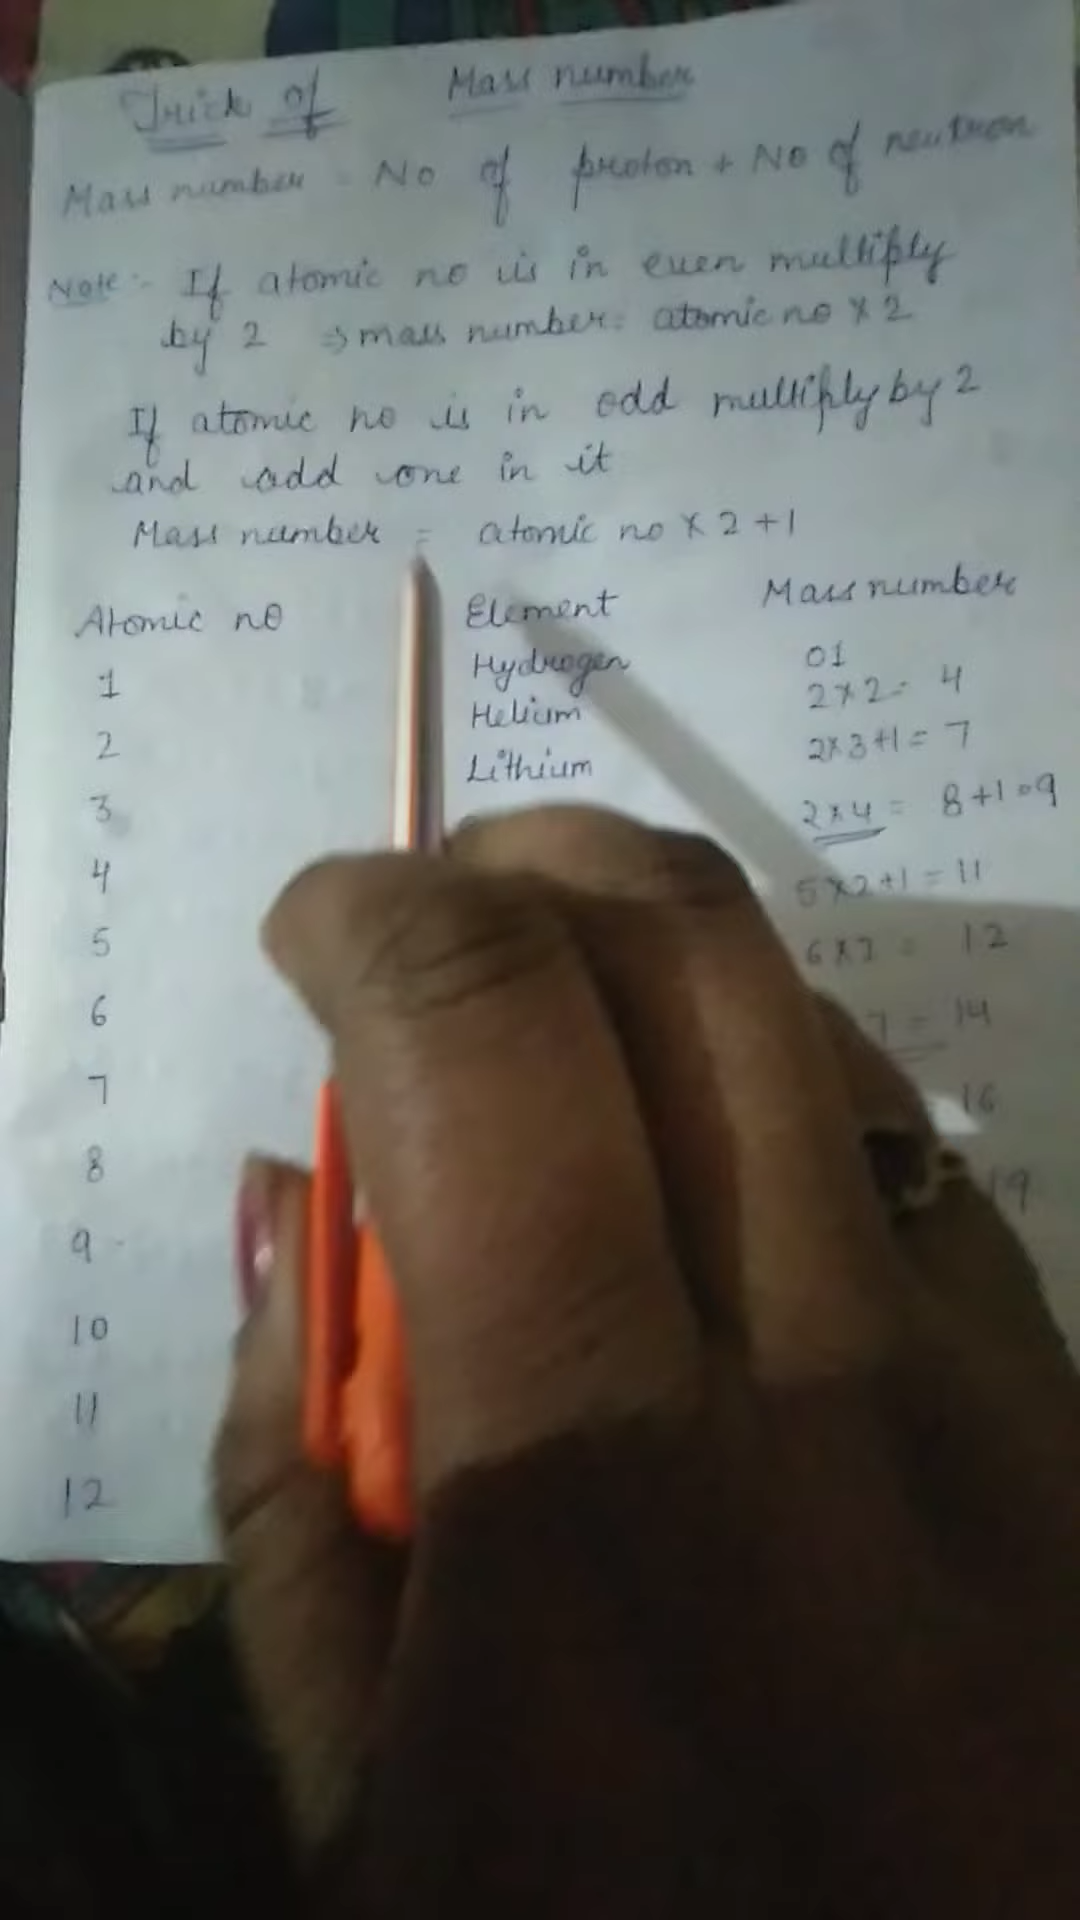 Trick of Mass number
Mass number = No of proton + No of neutron
Note:- If atomic no is in even multiply
by 2 ⇒ mass number = atomic no × 2
If atomic no is in odd multiply by 2
and add one in it
Mass number = atomic no × 2 + 1
Atomic no Element Mass number
1 Hydrogen 01
2 Helium 2×2= 4
3 Lithium 2×3+1= 7
4 2×4 = 8+1=9
5 5×2+1 = 11
6 6×2 = 12
7 7 = 14
8 16
9 19
10
11
12